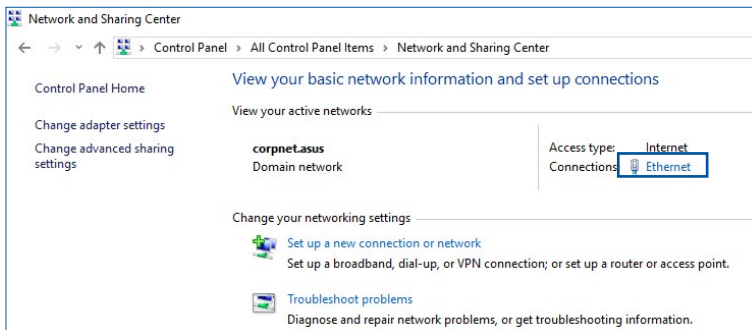 Network and Sharing Center
Control Panel > All Control Panel Items > Network and Sharing Center
Control Panel Home
Change adapter settings
Change advanced sharing
settings
View your basic network information and set up connections
View your active networks
corpnet.asus
Domain network
Access type: Internet
Connections Ethernet
Change your networking settings
Set up a new connection or network
Set up a broadband, dial-up, or VPN connection; or set up a router or access point.
Troubleshoot problems
Diagnose and repair network problems, or get troubleshooting information.